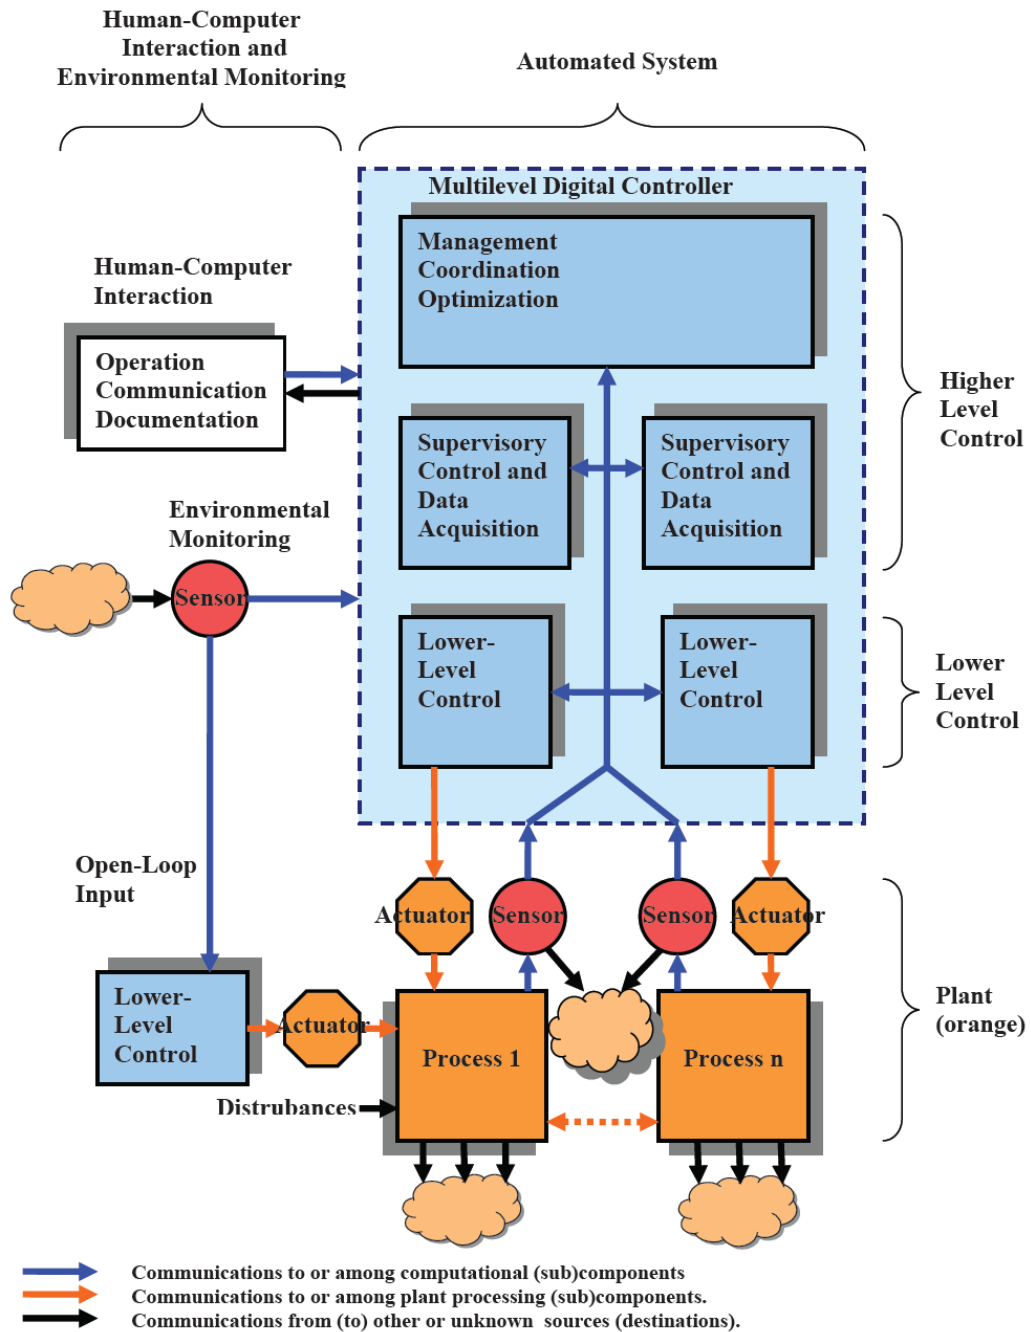 Human-Computer
Interaction and
Environmental Monitoring
Automated System
Multilevel Digital Controller
Management
Coordination
Optimization
Human-Computer
Interaction
Operation
Communication
Documentation
Higher
Level
Control
Supervisory
Control and
Data
Acquisition
Supervisory
Control and
Data
Acquisition
Environmental
Monitoring
Sensor
Lower-
Level
Control
Lower-
Level
Control
Lower
Level
Control
Open-Loop
Input
Actuator
Sensor
Sensor
Actuator
Lower-
Level
Control
Actuator
Process 1
Process n
Plant
(orange)
Distrubances
Communications to or among computational (sub)components
Communications to or among plant processing (sub)components.
Communications from (to) other or unknown sources (destinations).